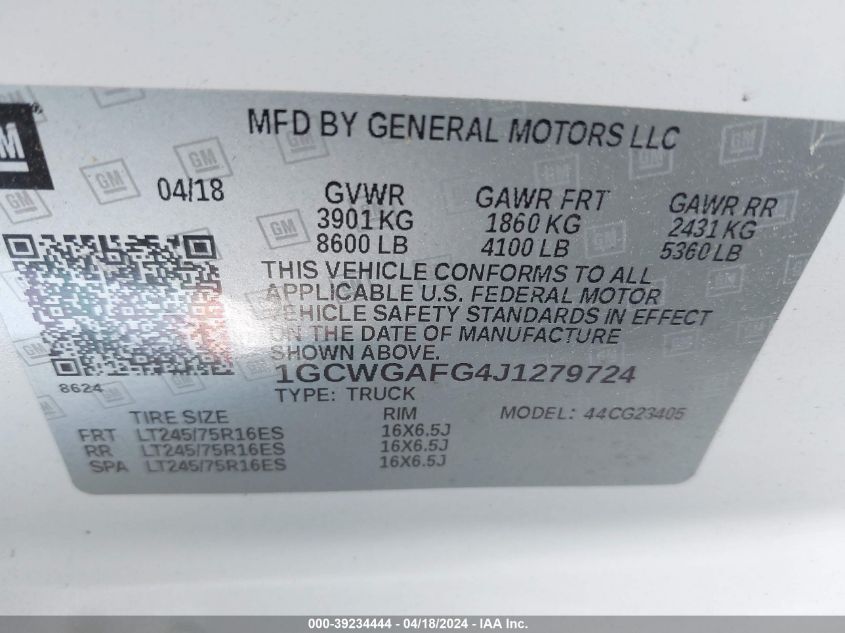 GM
MFD BY GENERAL MOTORS LLC
04/18
GVWR GAWR FRT GAWR RR
3901 KG 1860 KG 2431 KG
8600 LB 4100 LB 5360 LB
THIS VEHICLE CONFORMS TO ALL
APPLICABLE U.S. FEDERAL MOTOR
VEHICLE SAFETY STANDARDS IN EFFECT
ON THE DATE OF MANUFACTURE
SHOWN ABOVE.
1GCWGAFG4J1279724
8624
TYPE: TRUCK
TIRE SIZE RIM MODEL: 44CG23405
FRT LT245/75R16ES 16X6.5J
RR LT245/75R16ES 16X6.5J
SPA LT245/75R16ES 16X6.5J
000-39234444 - 04/18/2024 - IAA Inc.